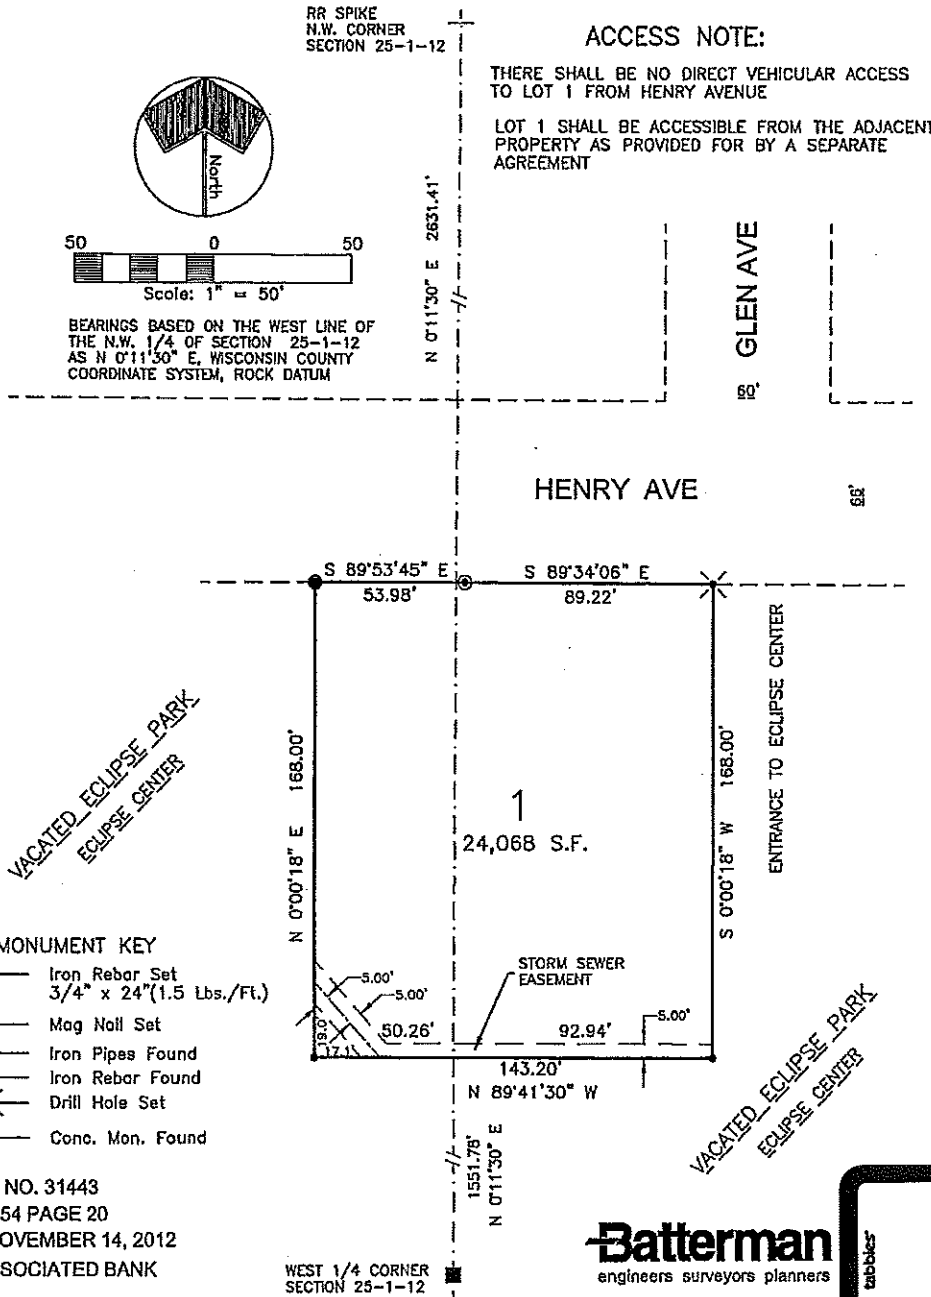 RR SPIKE
N.W. CORNER
SECTION 25-1-12
ACCESS NOTE:
THERE SHALL BE NO DIRECT VEHICULAR ACCESS
TO LOT 1 FROM HENRY AVENUE
LOT 1 SHALL BE ACCESSIBLE FROM THE ADJACENT
PROPERTY AS PROVIDED FOR BY A SEPARATE
AGREEMENT
North
50 0 50
Scale: 1" = 50'
BEARINGS BASED ON THE WEST LINE OF
THE N.W. 1/4 OF SECTION 25-1-12
AS N 0°11'30" E, WISCONSIN COUNTY
COORDINATE SYSTEM, ROCK DATUM
N 0°11'30" E 2631.41'
GLEN AVE
60'
HENRY AVE
66'
S 89°53'45" E
53.98'
S 89°34'06" E
89.22'
VACATED ECLIPSE PARK
ECLIPSE CENTER
N 0°00'18" E 168.00'
1
24,068 S.F.
S 0°00'18" W 168.00'
ENTRANCE TO ECLIPSE CENTER
MONUMENT KEY
Iron Rebar Set
3/4" x 24"(1.5 Lbs./Ft.)
Mag Nail Set
Iron Pipes Found
Iron Rebar Found
Drill Hole Set
Conc. Mon. Found
5.00'
5.00'
STORM SEWER
EASEMENT
5.00'
50.26'
92.94'
19.0'
17.1'
143.20'
N 89°41'30" W
1551.78'
N 0°11'30" E
VACATED ECLIPSE PARK
ECLIPSE CENTER
NO. 31443
54 PAGE 20
OVEMBER 14, 2012
SOCIATED BANK
WEST 1/4 CORNER
SECTION 25-1-12
Batterman
engineers surveyors planners
tabbies®